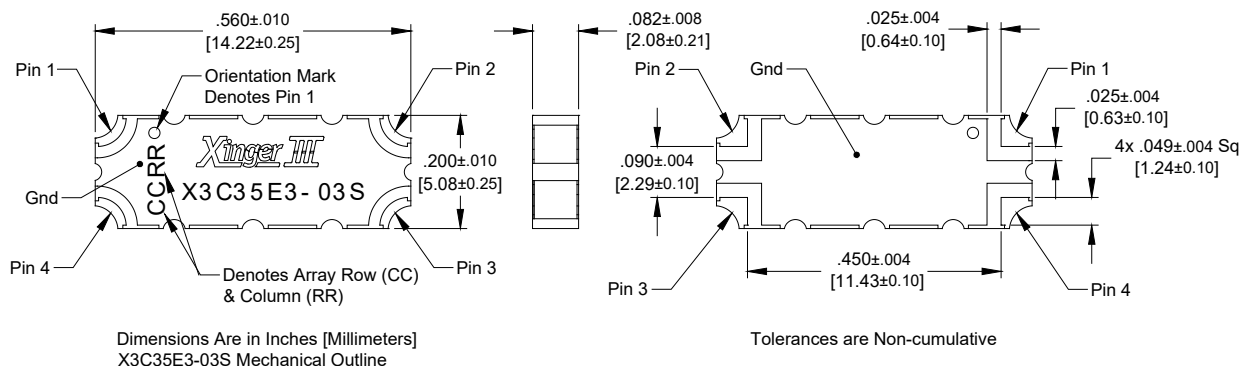 .560±.010
[14.22±0.25]
.082±.008
[2.08±0.21]
.025±.004
[0.64±0.10]
Pin 1
Orientation Mark
Denotes Pin 1
Pin 2
Pin 2
Gnd
Pin 1
.025±.004
[0.63±0.10]
4x .049±.004 Sq
[1.24±0.10]
Xinger III
CCRR
X3C35E3- 03S
.200±.010
[5.08±0.25]
.090±.004
[2.29±0.10]
Gnd
Pin 4
Denotes Array Row (CC)
& Column (RR)
Pin 3
Pin 3
.450±.004
[11.43±0.10]
Pin 4
Dimensions Are in Inches [Millimeters]
X3C35E3-03S Mechanical Outline
Tolerances are Non-cumulative